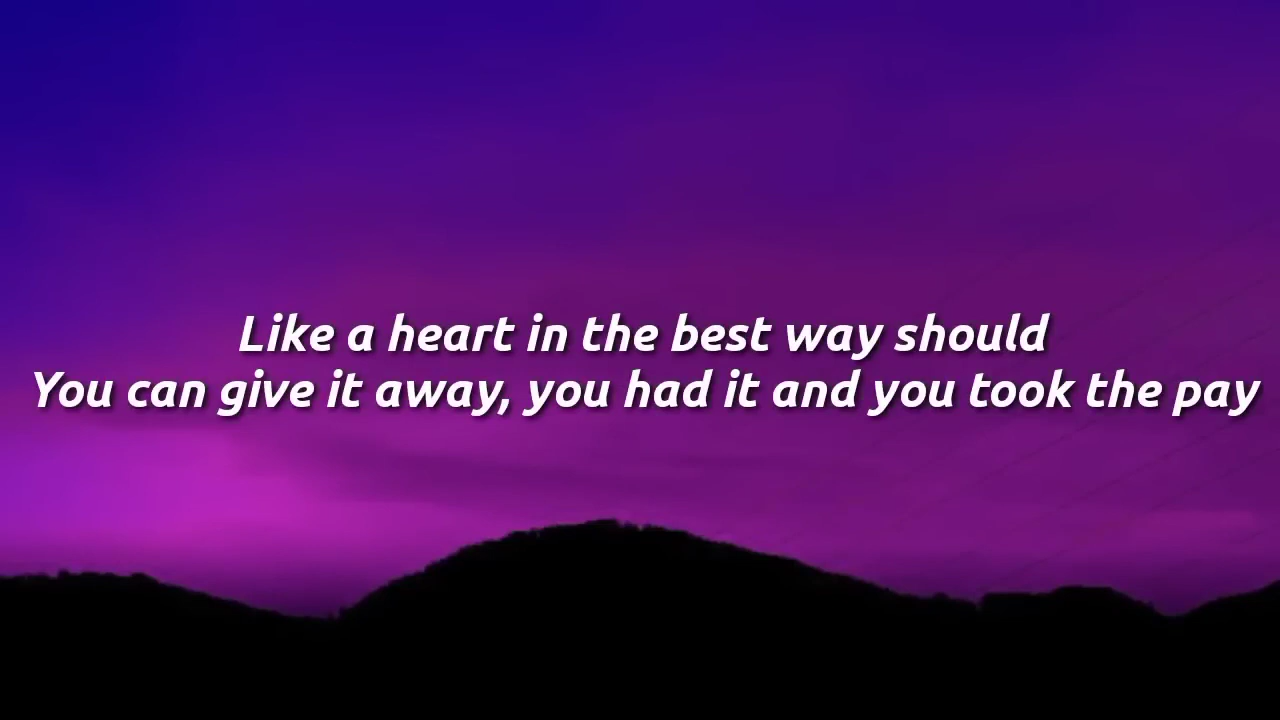 Like a heart in the best way should
You can give it away, you had it and you took the pay